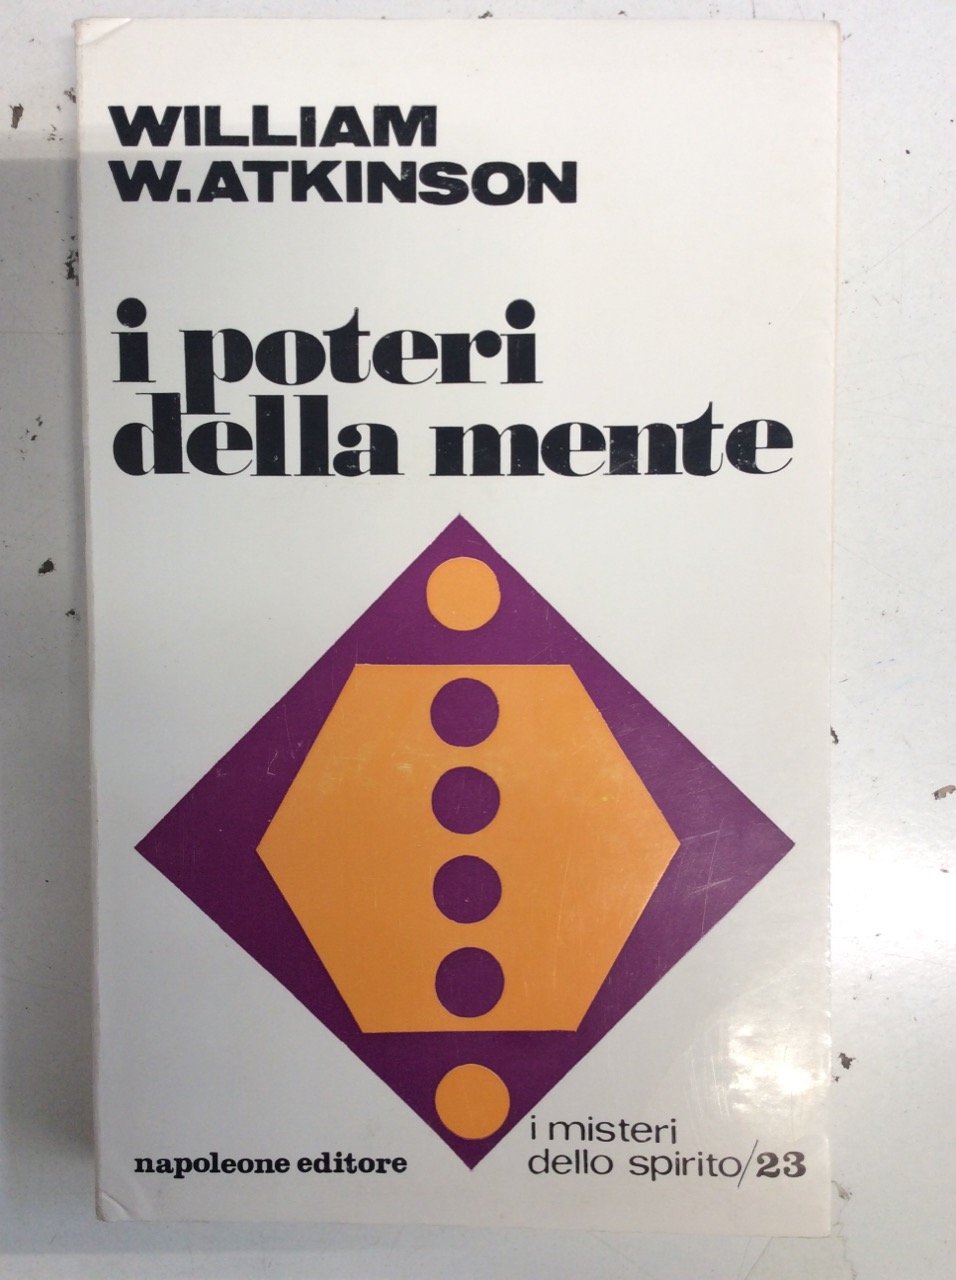 WILLIAM
W. ATKINSON
i poteri
della mente
napoleone editore
i misteri
dello spirito/23